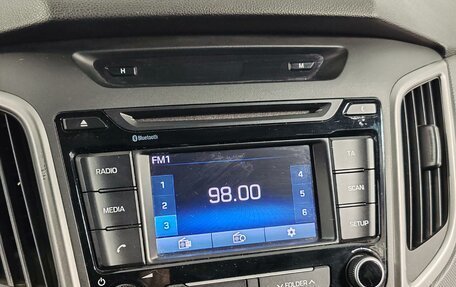 H M
Bluetooth
RADIO
MEDIA
FM1
1
2
3
98.00
4
5
6
TA
SCAN
SETUP
FOLDER